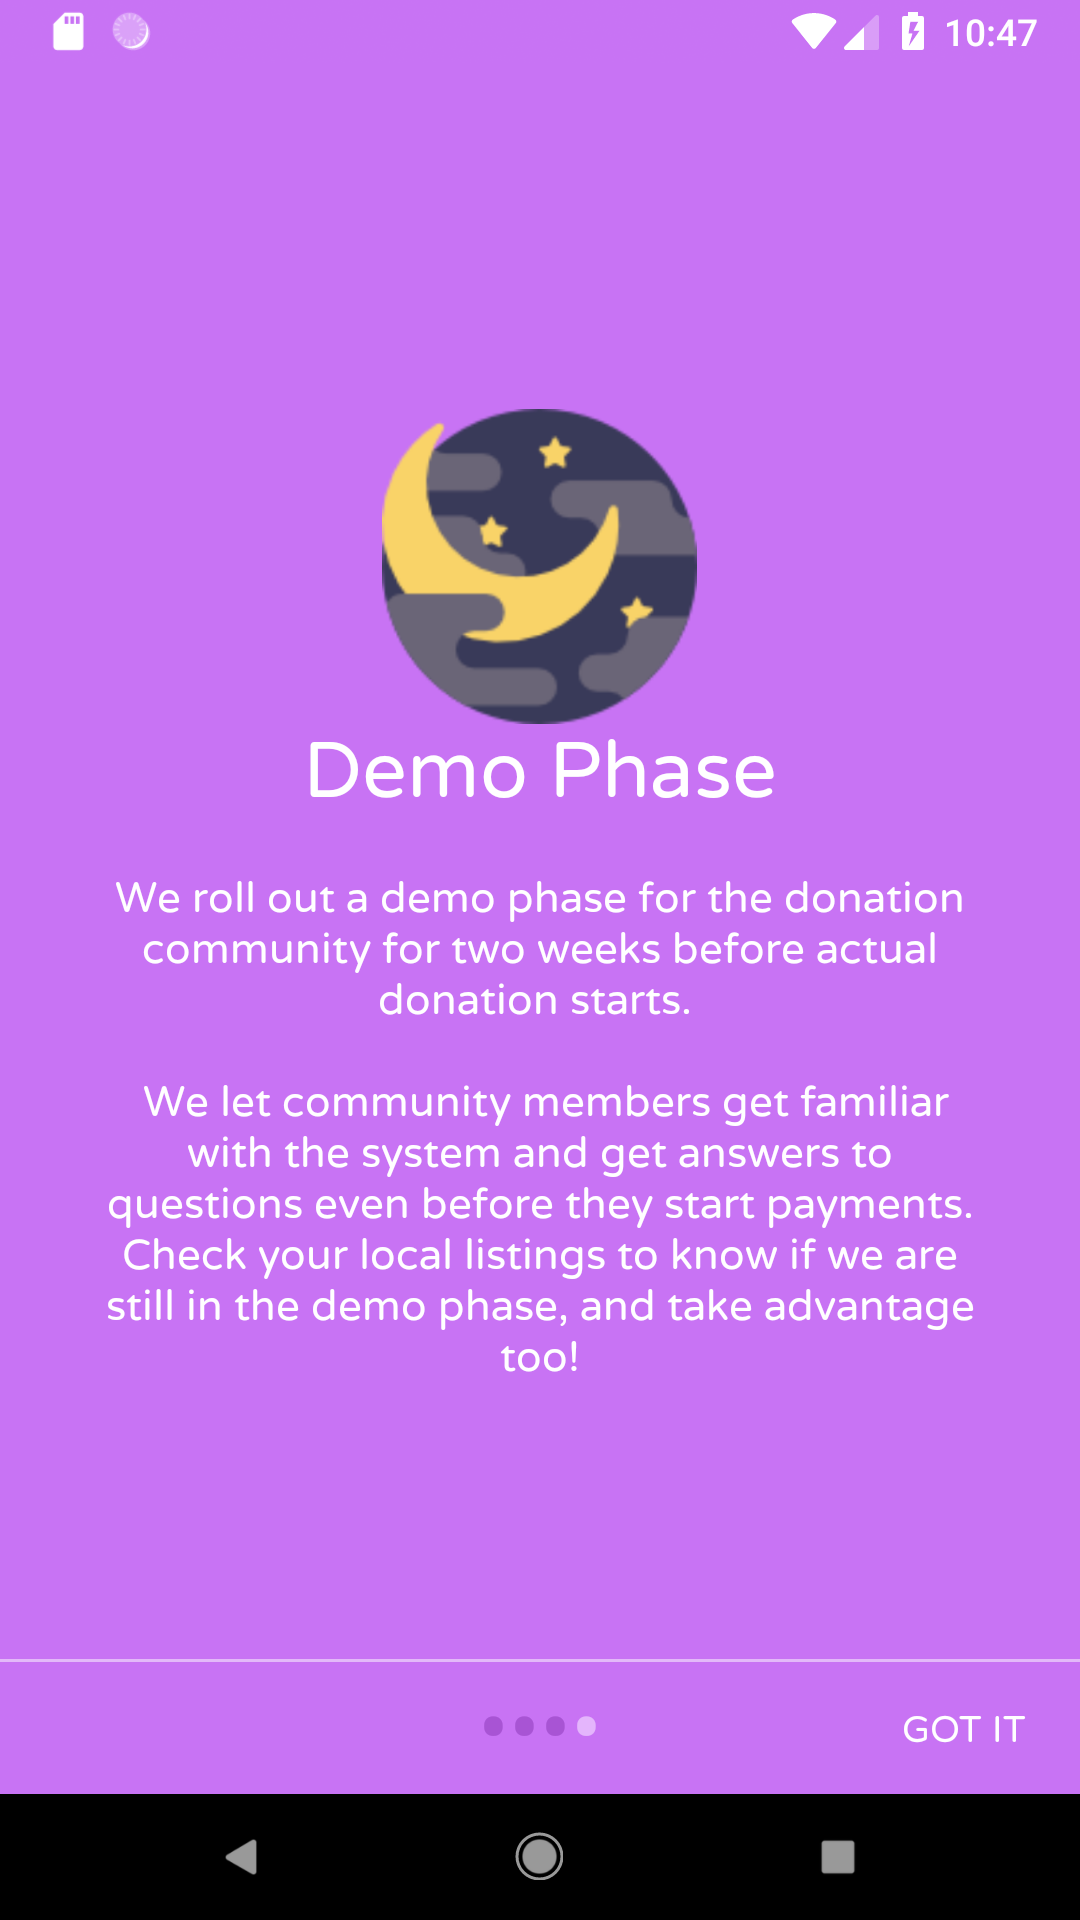 10:47
Demo Phase
We roll out a demo phase for the donation
community for two weeks before actual
donation starts.
We let community members get familiar
with the system and get answers to
questions even before they start payments.
Check your local listings to know if we are
still in the demo phase, and take advantage
too!
GOT IT